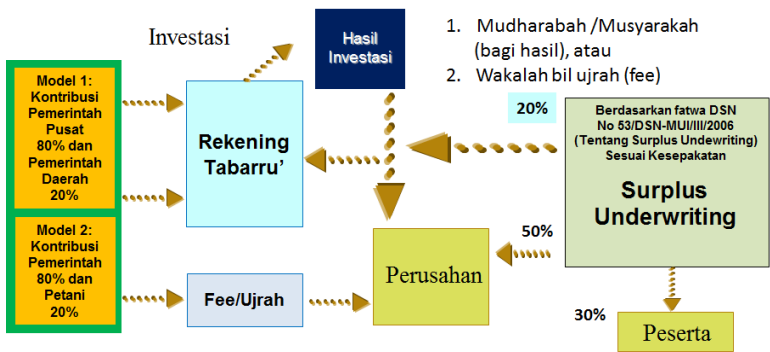 Investasi
Hasil
Investasi
1. Mudharabah /Musyarakah
(bagi hasil), atau
2. Wakalah bil ujrah (fee)
Model 1:
Kontribusi
Pemerintah
Pusat
80% dan
Pemerintah
Daerah
20%
Rekening
Tabarru’
20%
Berdasarkan fatwa DSN
No 53/DSN-MUI/III/2006
(Tentang Surplus Undewriting)
Sesuai Kesepakatan
Surplus
Underwriting
Model 2:
Kontribusi
Pemerintah
80% dan
Petani
20%
Fee/Ujrah
Perusahan
50%
30%
Peserta